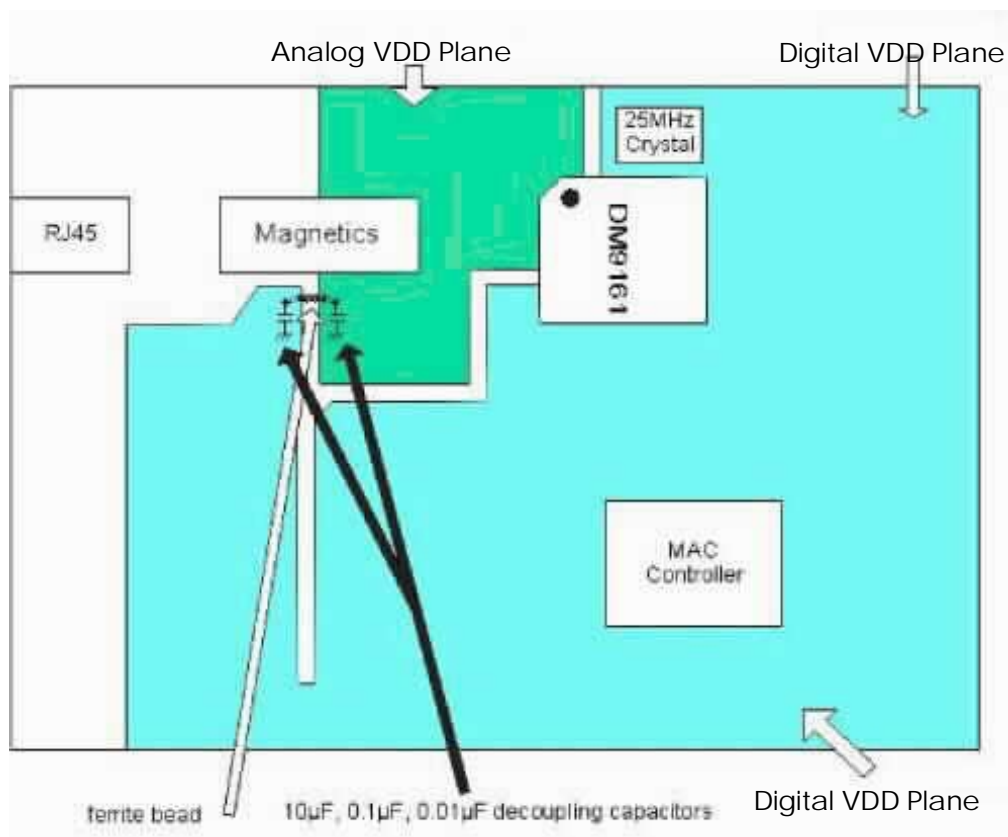 Analog VDD Plane
Digital VDD Plane
25MHz
Crystal
RJ45
Magnetics
DM9161
MAC
Controller
ferrite bead
10µF, 0.1µF, 0.01µF decoupling capacitors
Digital VDD Plane